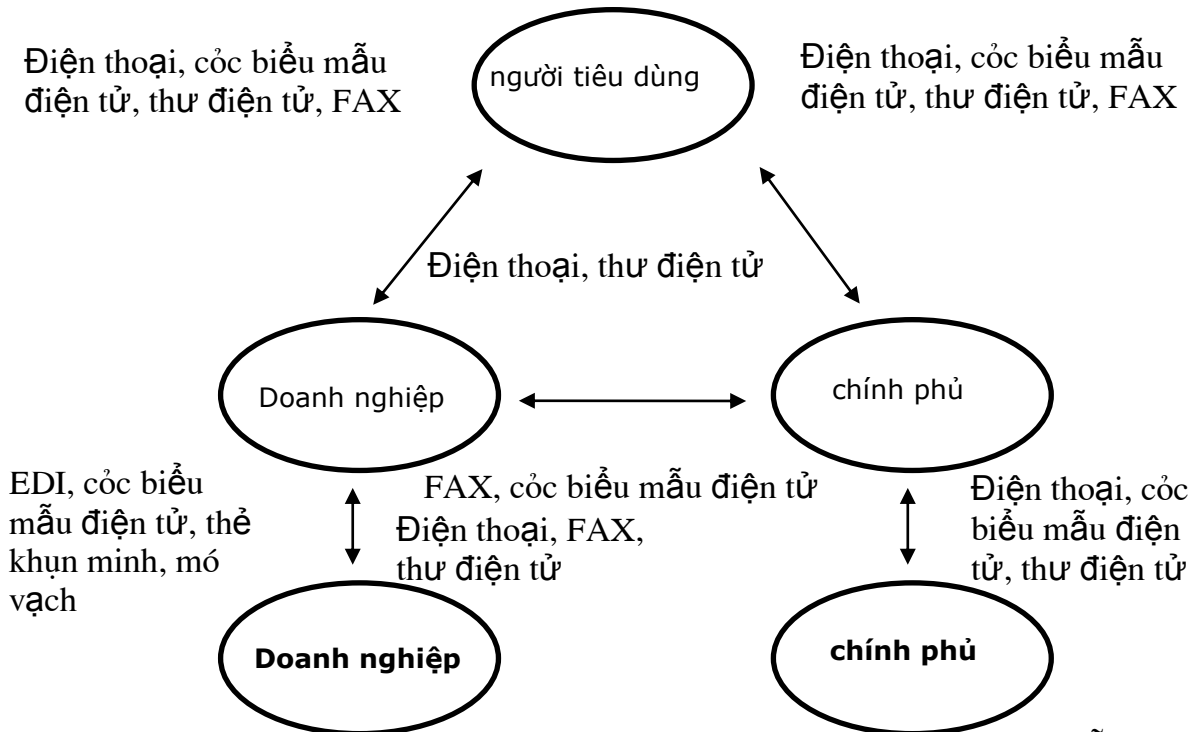 người tiêu dùng
Điện thoại, cỏc biểu mẫu
điện tử, thư điện tử, FAX
Điện thoại, cỏc biểu mẫu
điện tử, thư điện tử, FAX
Điện thoại, thư điện tử
Doanh nghiệp
chính phủ
EDI, cỏc biểu
mẫu điện tử, thẻ
khụn minh, mó
vạch
FAX, cỏc biểu mẫu điện tử
Điện thoại, FAX,
thư điện tử
Điện thoại, cỏc
biểu mẫu điện
tử, thư điện tử
Doanh nghiệp
chính phủ